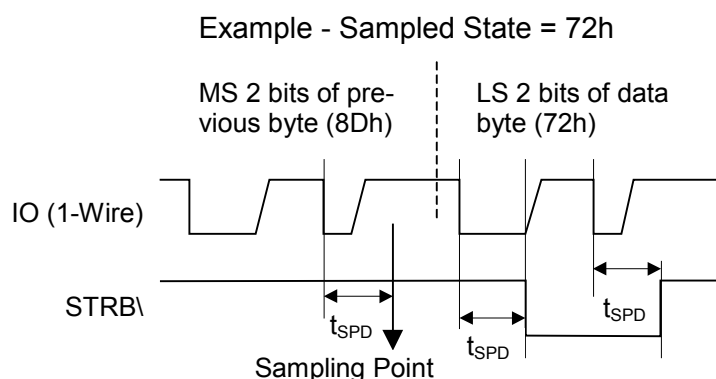 Example - Sampled State = 72h
MS 2 bits of pre-
vious byte (8Dh)
LS 2 bits of data
byte (72h)
IO (1-Wire)
STRB\
tSPD
tSPD
tSPD
Sampling Point